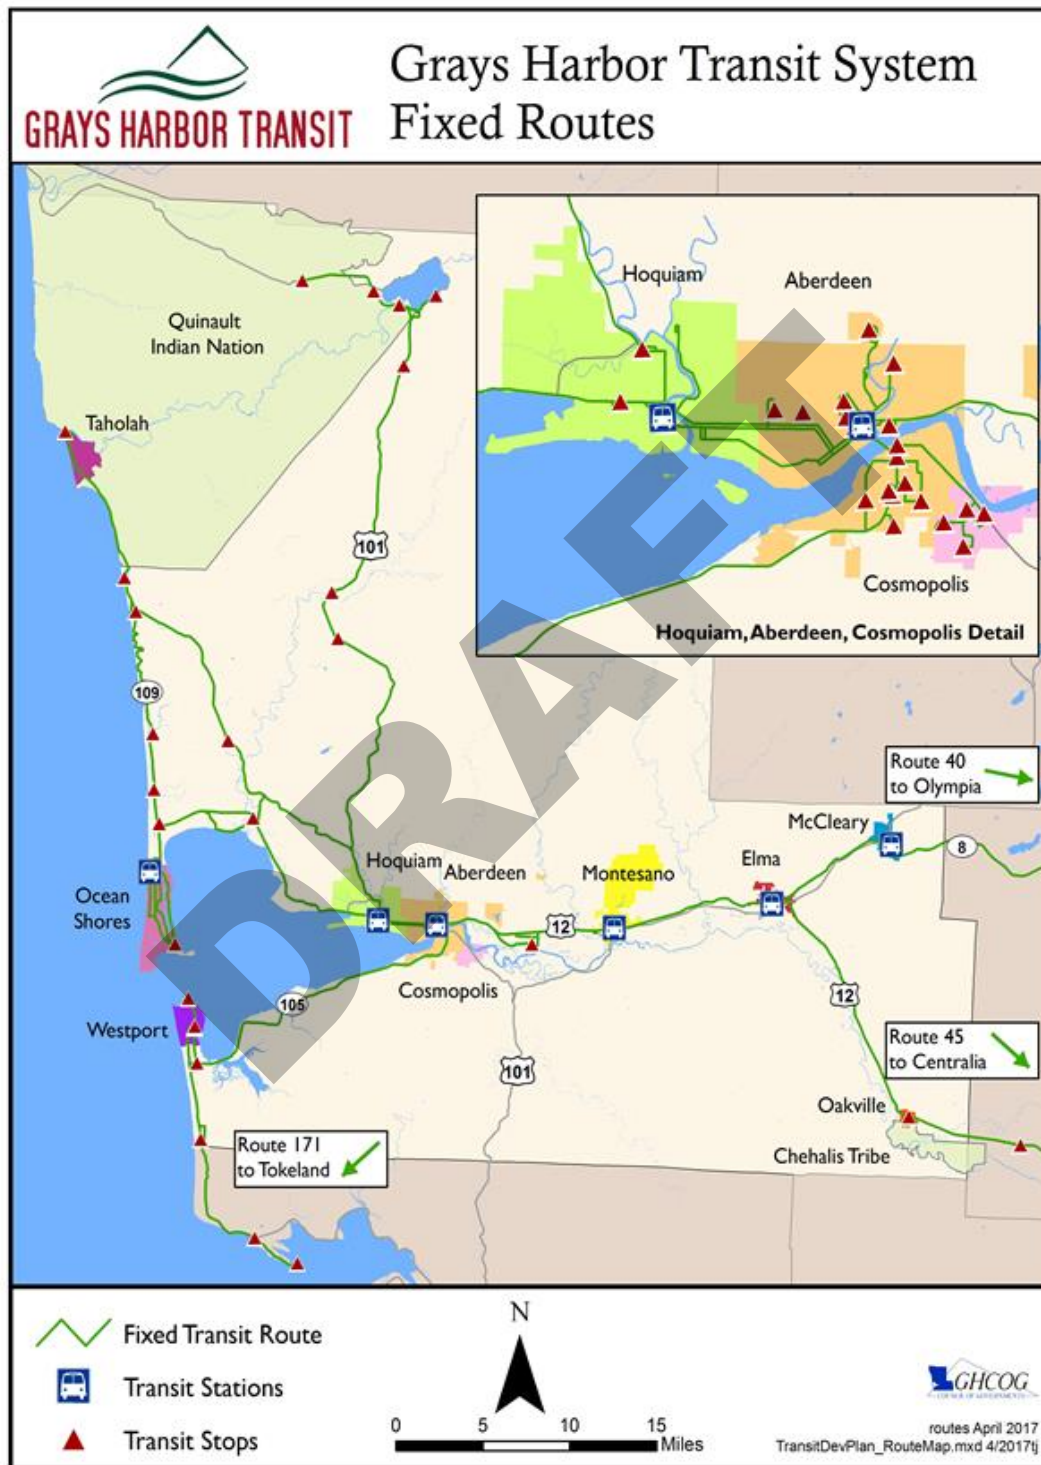 GRAYS HARBOR TRANSIT
Grays Harbor Transit System
Fixed Routes
Hoquiam
Aberdeen
Cosmopolis
Hoquiam, Aberdeen, Cosmopolis Detail
Quinault
Indian Nation
Taholah
101
109
DRAFT
Route 40
to Olympia
McCleary
8
Hoquiam
Aberdeen
Montesano
Elma
Ocean
Shores
12
Cosmopolis
105
12
Westport
Route 45
to Centralia
101
Oakville
Route 171
to Tokeland
Chehalis Tribe
Fixed Transit Route
Transit Stations
Transit Stops
N
0 5 10 15
Miles
GHCOG
routes April 2017
TransitDevPlan_RouteMap.mxd 4/2017tj